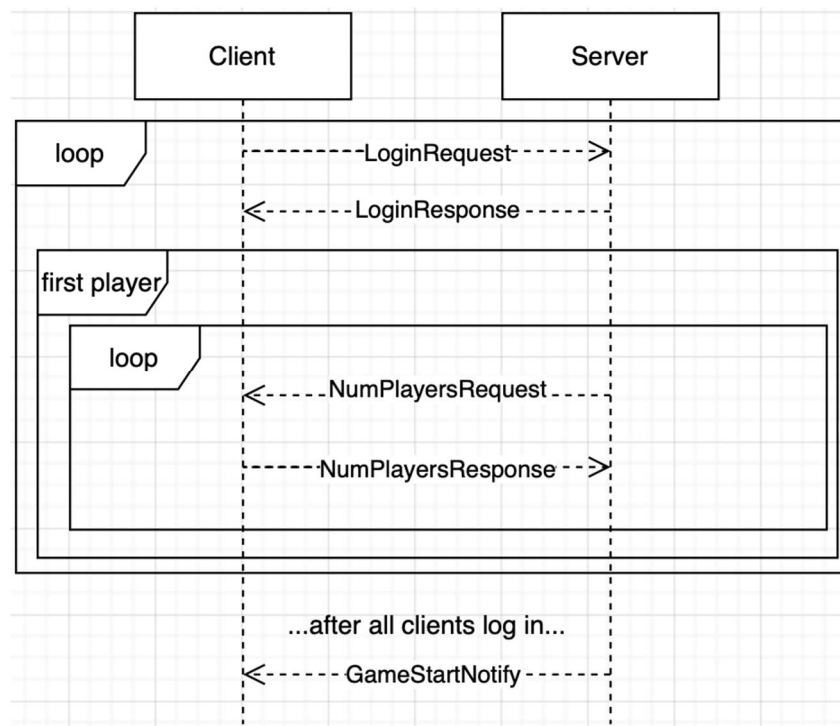 Client
Server
loop
LoginRequest
LoginResponse
first player
loop
NumPlayersRequest
NumPlayersResponse
...after all clients log in...
GameStartNotify